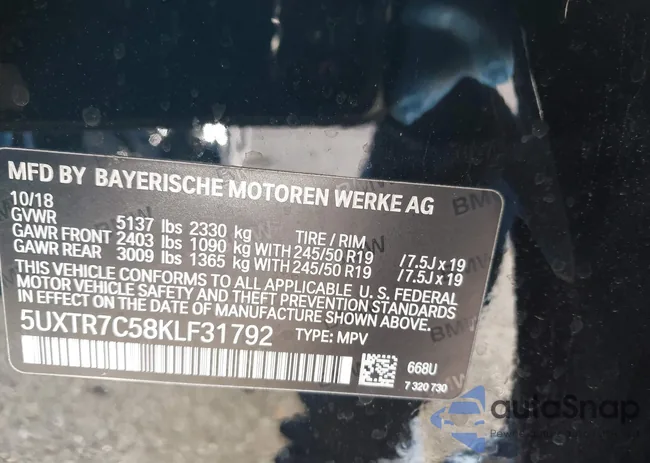 MFD BY BAYERISCHE MOTOREN WERKE AG
10/18
GVWR 5137 lbs 2330 kg TIRE / RIM
GAWR FRONT 2403 lbs 1090 kg WITH 245/50 R19 /7.5J x 19
GAWR REAR 3009 lbs 1365 kg WITH 245/50 R19 /7.5J x 19
THIS VEHICLE CONFORMS TO ALL APPLICABLE U. S. FEDERAL
MOTOR VEHICLE SAFETY AND THEFT PREVENTION STANDARDS
IN EFFECT ON THE DATE OF MANUFACTURE SHOWN ABOVE.
5UXTR7C58KLF31792 TYPE: MPV
668U
7 320 730
autoSnap